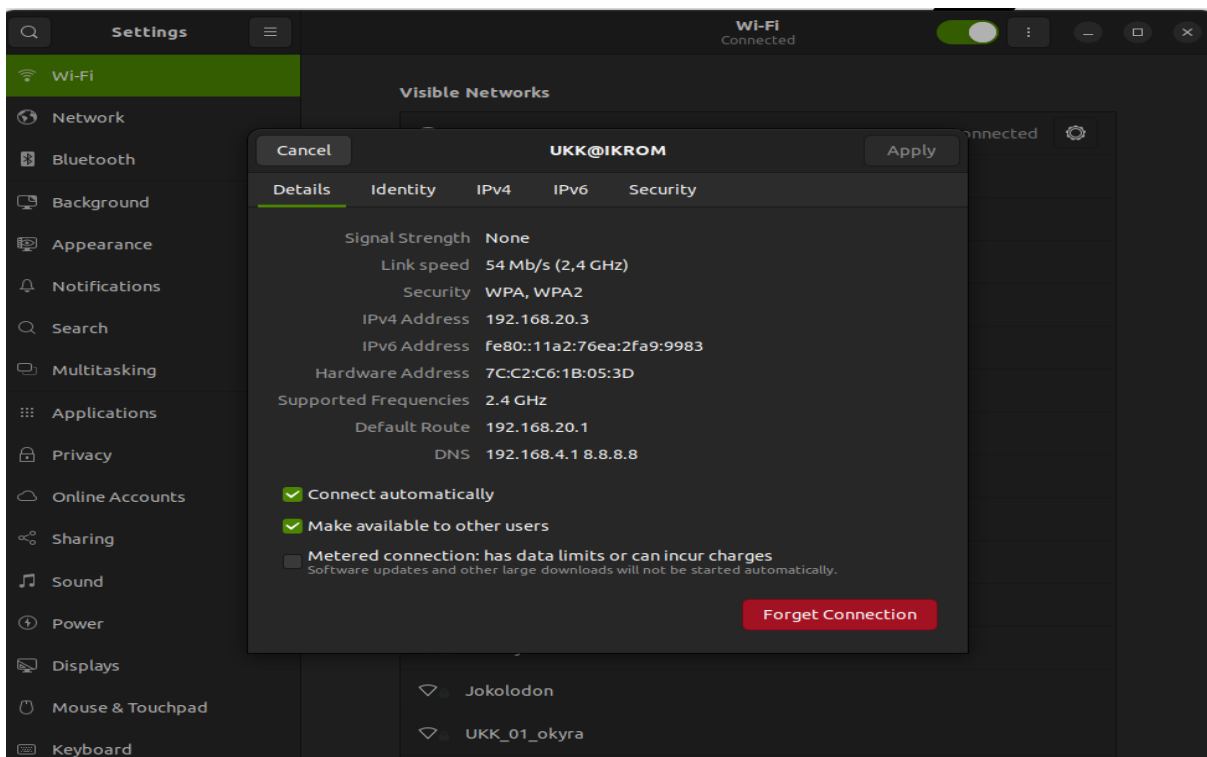 Settings
Wi-Fi
Connected
Wi-Fi
Network
Bluetooth
Background
Appearance
Notifications
Search
Multitasking
Applications
Privacy
Online Accounts
Sharing
Sound
Power
Displays
Mouse & Touchpad
Keyboard
Visible Networks
Cancel
UKK@IKROM
Apply
Details Identity IPv4 IPv6 Security
Signal Strength None
Link speed 54 Mb/s (2,4 GHz)
Security WPA, WPA2
IPv4 Address 192.168.20.3
IPv6 Address fe80::11a2:76ea:2fa9:9983
Hardware Address 7C:C2:C6:1B:05:3D
Supported Frequencies 2.4 GHz
Default Route 192.168.20.1
DNS 192.168.4.1 8.8.8.8
Connect automatically
Make available to other users
Metered connection: has data limits or can incur charges
Software updates and other large downloads will not be started automatically.
Forget Connection
Jokolodon
UKK_01_okyra